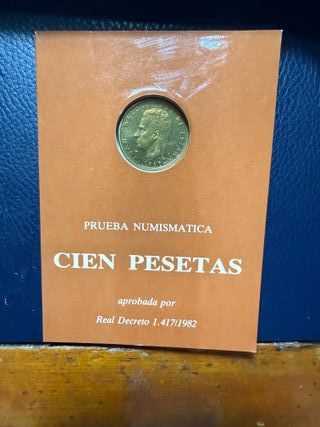 PRUEBA NUMISMATICA
CIEN PESETAS
aprobada por
Real Decreto 1.417/1982